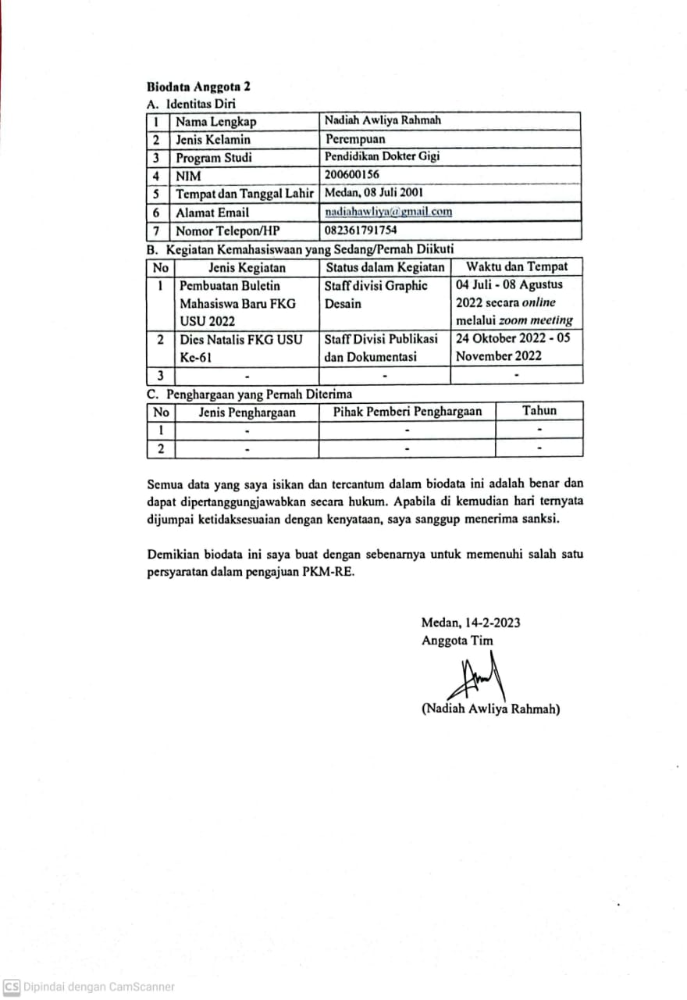 Biodata Anggota 2
A. Identitas Diri
1 Nama Lengkap Nadiah Awliya Rahmah
2 Jenis Kelamin Perempuan
3 Program Studi Pendidikan Dokter Gigi
4 NIM 200600156
5 Tempat dan Tanggal Lahir Medan, 08 Juli 2001
6 Alamat Email nadiahawliya@gmail.com
7 Nomor Telepon/HP 082361791754
B. Kegiatan Kemahasiswaan yang Sedang/Pernah Diikuti
No Jenis Kegiatan Status dalam Kegiatan Waktu dan Tempat
1 Pembuatan Buletin Staff divisi Graphic 04 Juli - 08 Agustus
Mahasiswa Baru FKG Desain 2022 secara online
USU 2022 melalui zoom meeting
2 Dies Natalis FKG USU Staff Divisi Publikasi 24 Oktober 2022 - 05
Ke-61 dan Dokumentasi November 2022
3 - - -
C. Penghargaan yang Pernah Diterima
No Jenis Penghargaan Pihak Pemberi Penghargaan Tahun
1 - - -
2 - - -
Semua data yang saya isikan dan tercantum dalam biodata ini adalah benar dan
dapat dipertanggungjawabkan secara hukum. Apabila di kemudian hari ternyata
dijumpai ketidaksesuaian dengan kenyataan, saya sanggup menerima sanksi.
Demikian biodata ini saya buat dengan sebenarnya untuk memenuhi salah satu
persyaratan dalam pengajuan PKM-RE.
Medan, 14-2-2023
Anggota Tim
(Nadiah Awliya Rahmah)
CS Dipindai dengan CamScanner